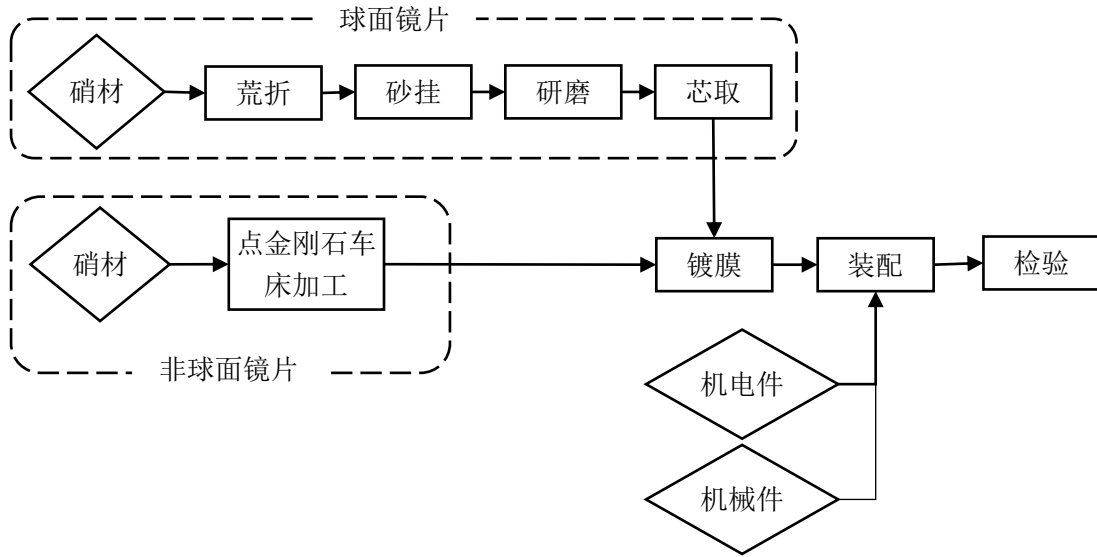 球面镜片
硝材
荒折
砂挂
研磨
芯取
硝材
点金刚石车
床加工
镀膜
装配
检验
非球面镜片
机电件
机械件